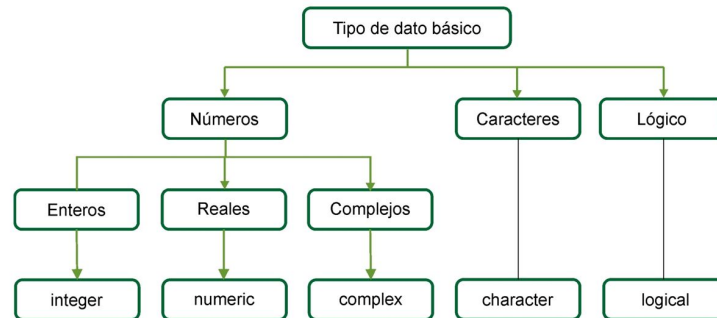 Tipo de dato básico
Números
Caracteres
Lógico
Enteros
Reales
Complejos
integer
numeric
complex
character
logical